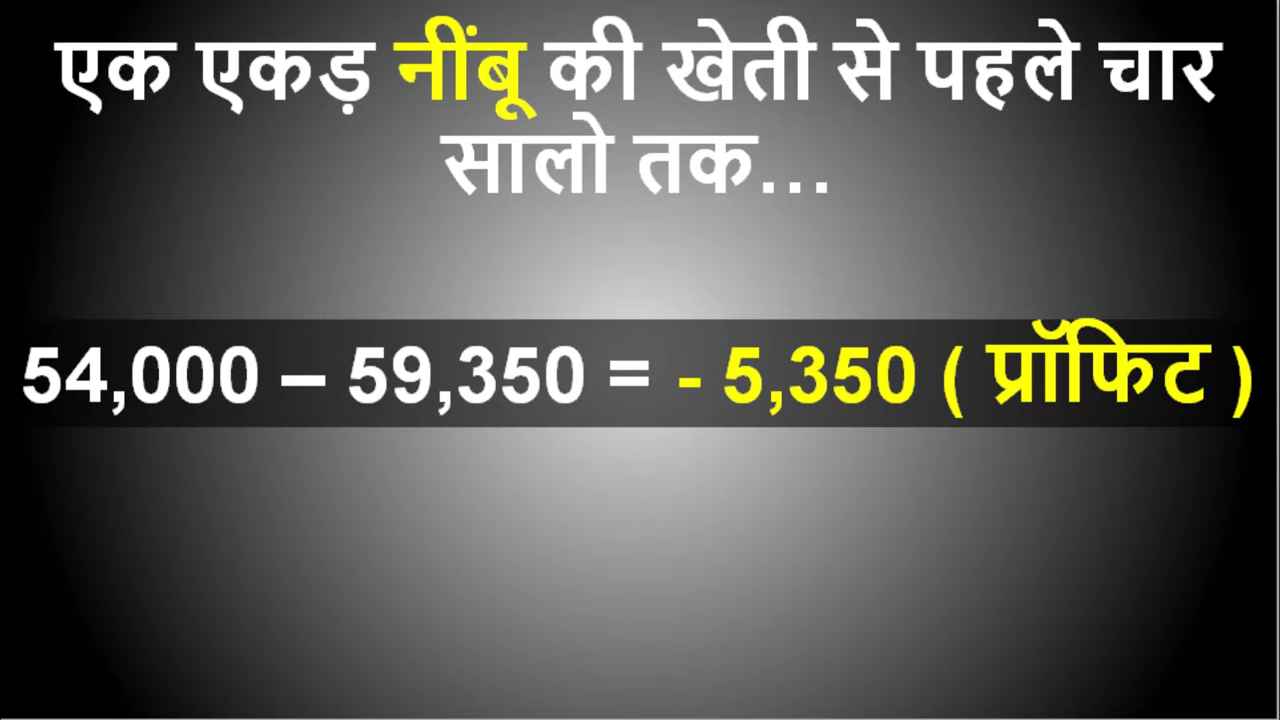 एक एकड़ नींबू की खेती से पहले चार
सालो तक...
54,000 – 59,350 = - 5,350 ( प्रॉफिट )